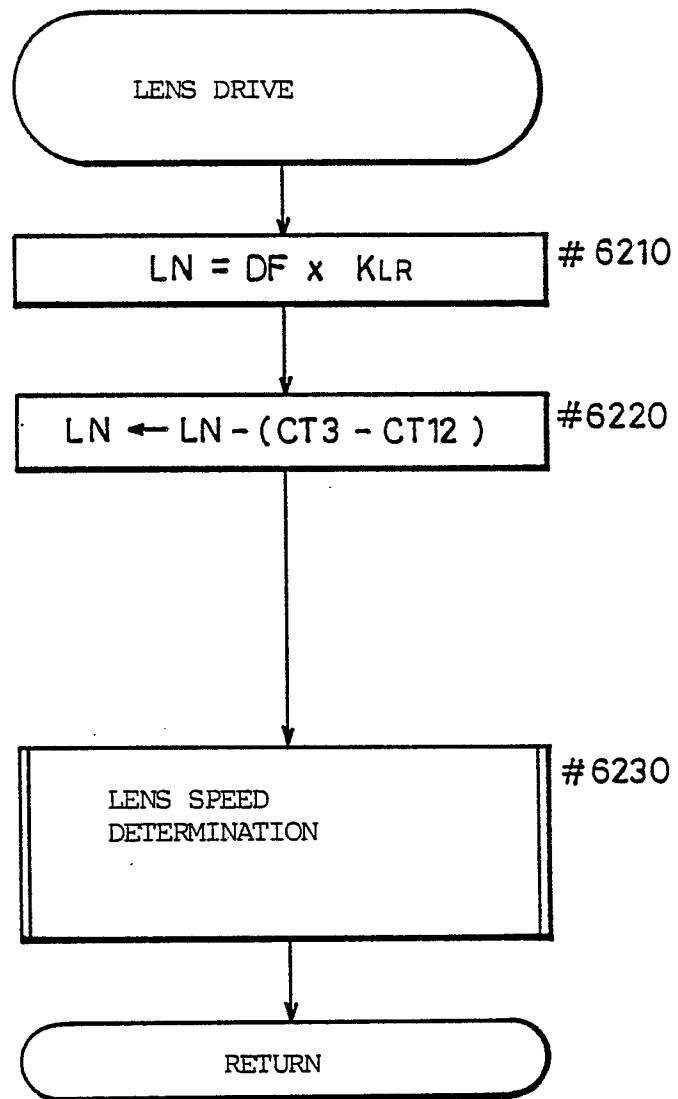 LENS DRIVE
LN = DF x KLR
#6210
LN ← LN - (CT3 - CT12)
#6220
#6230
LENS SPEED
DETERMINATION
RETURN